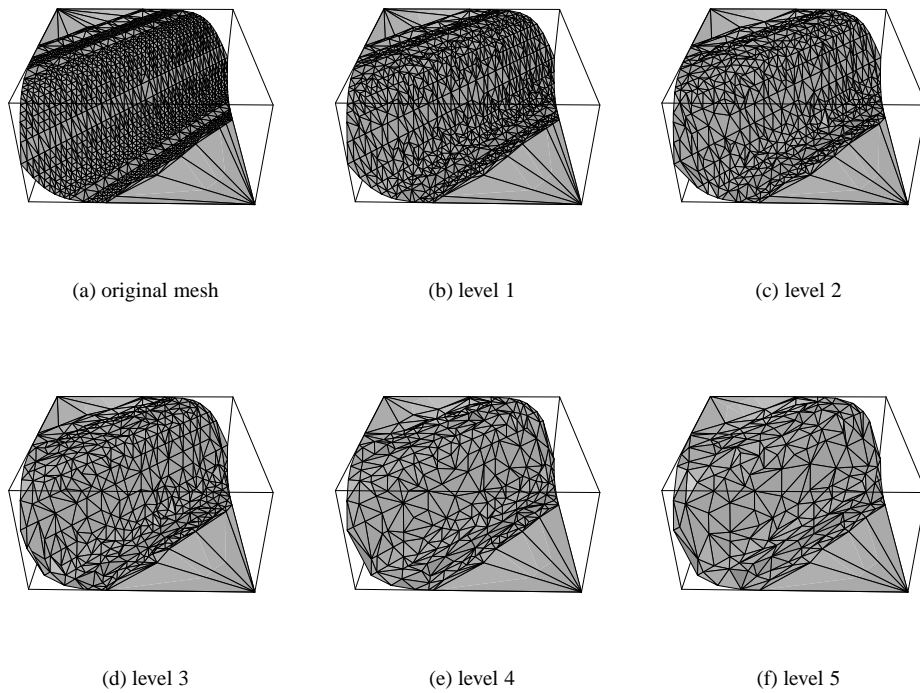 (a) original mesh
(b) level 1
(c) level 2
(d) level 3
(e) level 4
(f) level 5